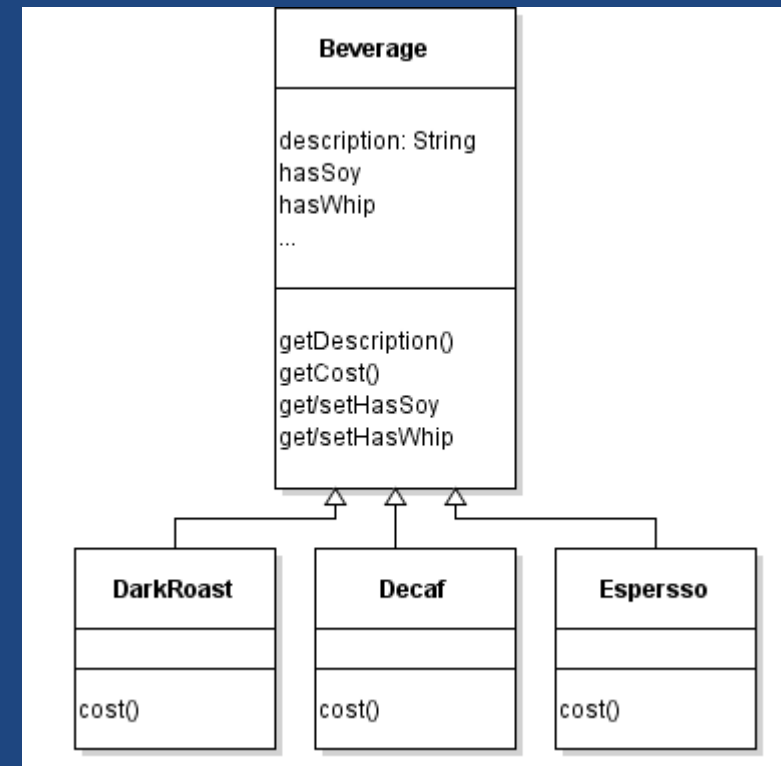 Beverage
description: String
hasSoy
hasWhip
...
getDescription()
getCost()
get/setHasSoy
get/setHasWhip
DarkRoast
Decaf
Espersso
cost()
cost()
cost()